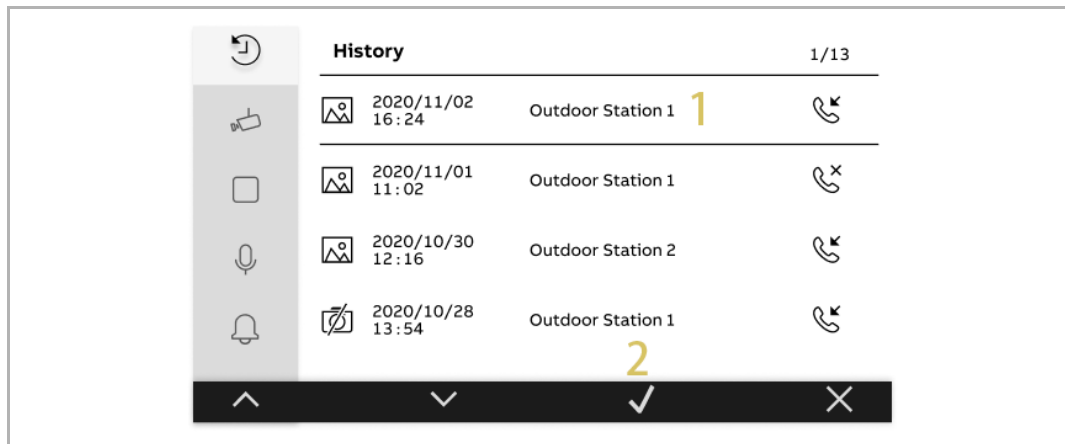 History 1/13
2020/11/02
16:24
Outdoor Station 1
1
2020/11/01
11:02
Outdoor Station 1
2020/10/30
12:16
Outdoor Station 2
2020/10/28
13:54
Outdoor Station 1
2